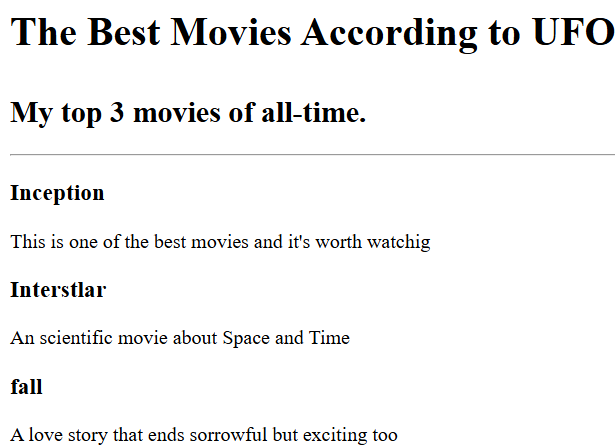 The Best Movies According to UFO
My top 3 movies of all-time.
Inception
This is one of the best movies and it's worth watchig
Interstlar
An scientific movie about Space and Time
fall
A love story that ends sorrowful but exciting too